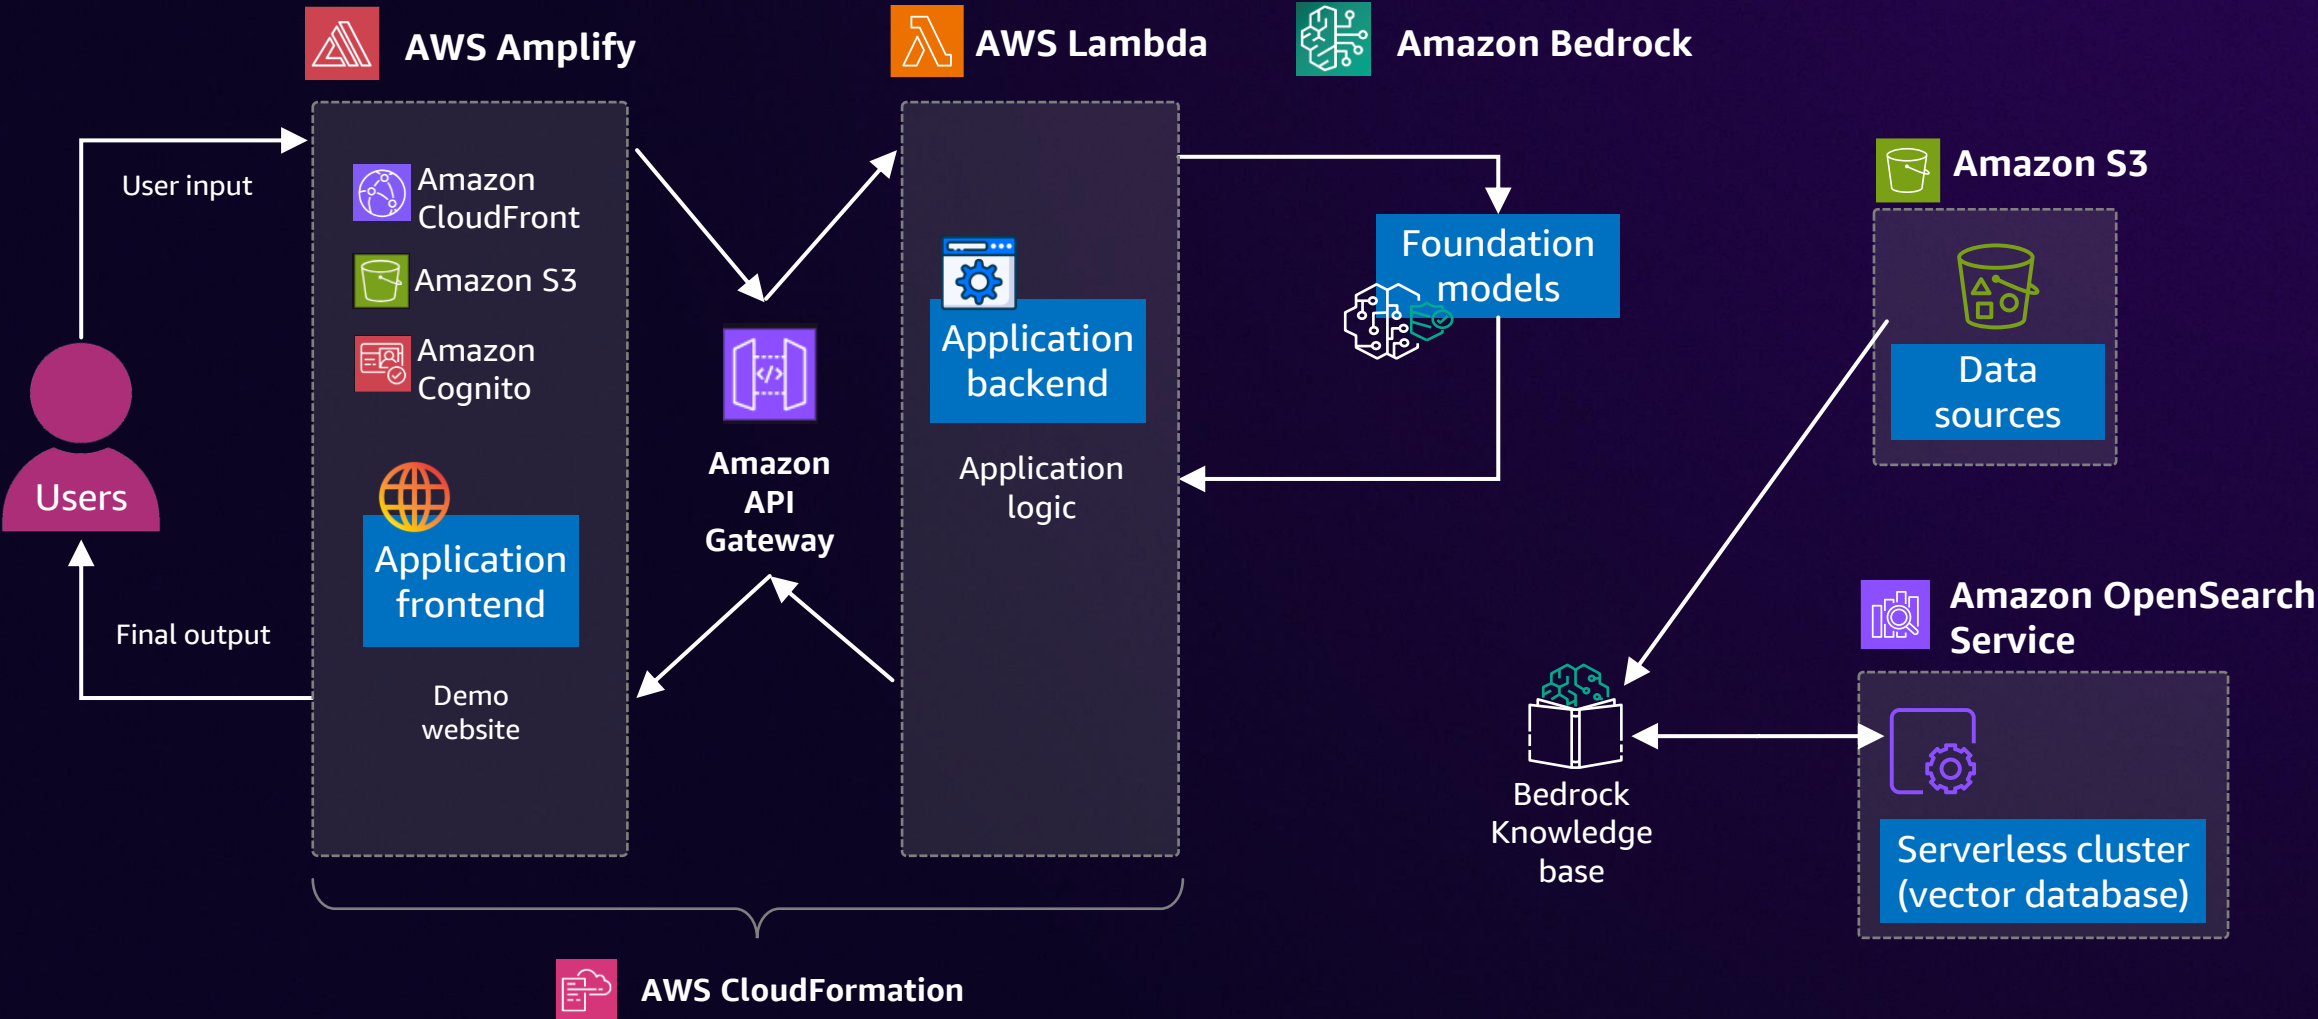 AWS Amplify
AWS Lambda
Amazon Bedrock
User input
Amazon
CloudFront
Amazon S3
Amazon
Cognito
Users
Application
frontend
Final output
Demo
website
Amazon
API
Gateway
Application
backend
Application
logic
Foundation
models
Amazon S3
Data
sources
Amazon OpenSearch
Service
Bedrock
Knowledge
base
Serverless cluster
(vector database)
AWS CloudFormation